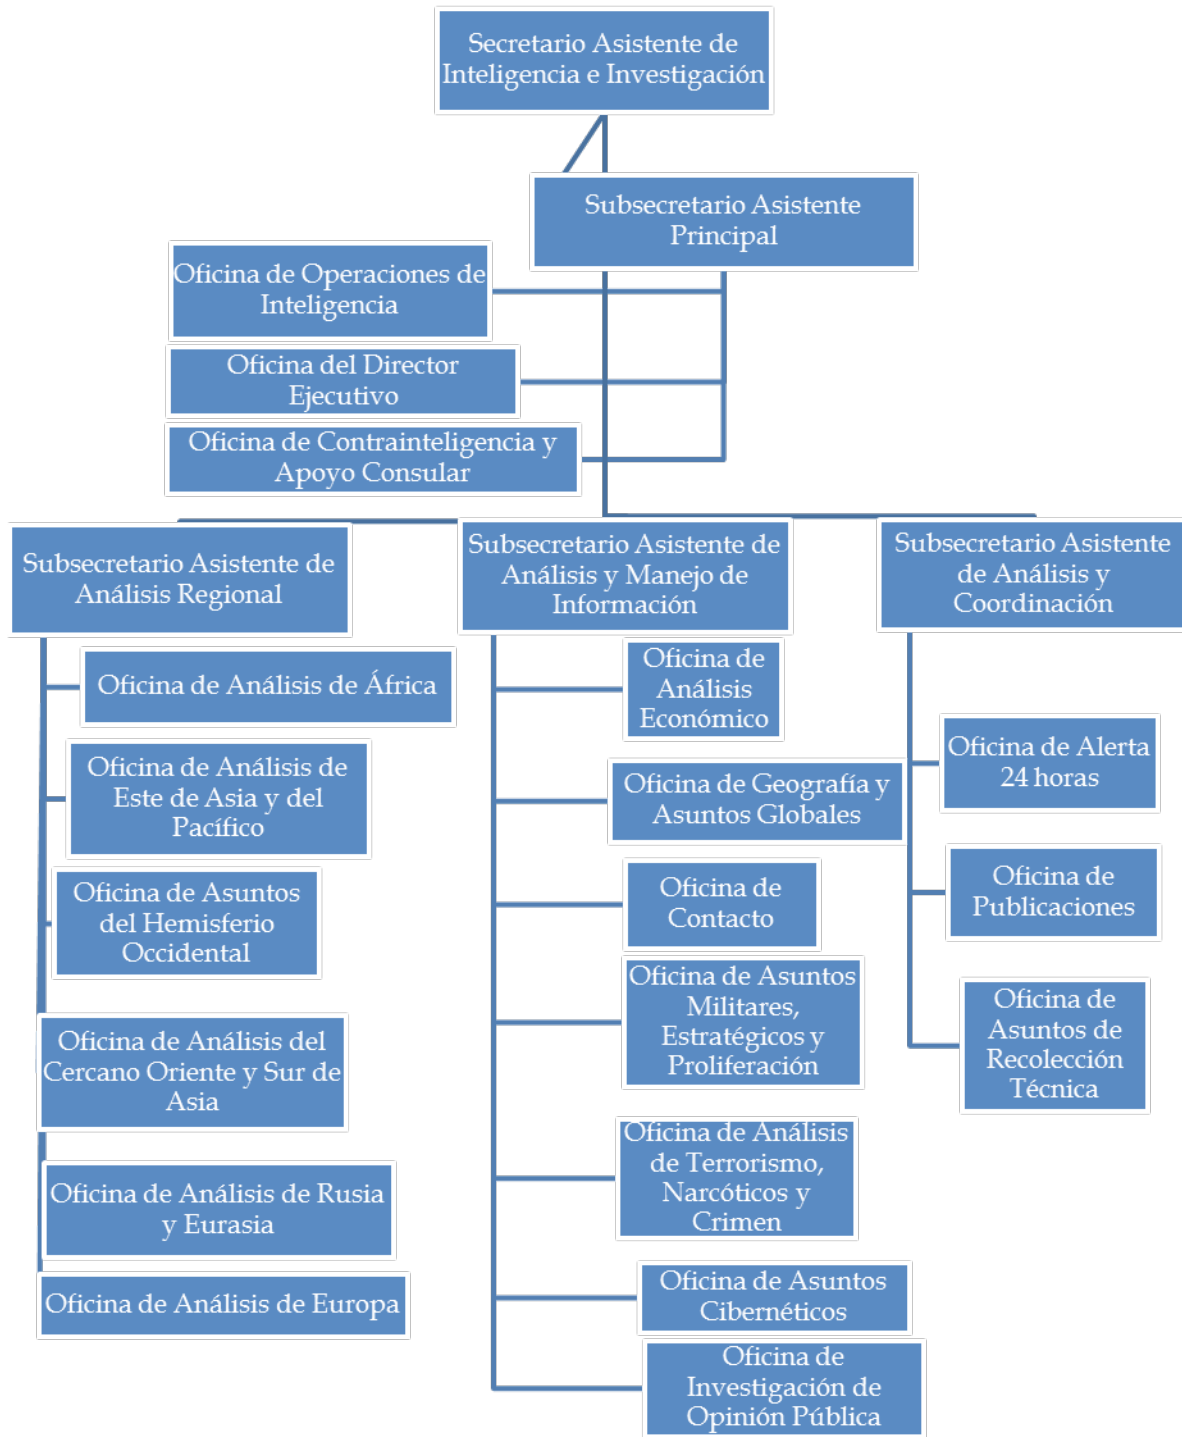 Secretario Asistente de
Inteligencia e Investigación
Subsecretario Asistente
Principal
Oficina de Operaciones de
Inteligencia
Oficina del Director
Ejecutivo
Oficina de Contrainteligencia y
Apoyo Consular
Subsecretario Asistente de
Análisis Regional
Oficina de Análisis de África
Oficina de Análisis de
Este de Asia y del
Pacífico
Oficina de Asuntos
del Hemisferio
Occidental
Oficina de Análisis del
Cercano Oriente y Sur de
Asia
Oficina de Análisis de Rusia
y Eurasia
Oficina de Análisis de Europa
Subsecretario Asistente de
Análisis y Manejo de
Información
Oficina de
Análisis
Económico
Oficina de Geografía y
Asuntos Globales
Oficina de
Contacto
Oficina de Asuntos
Militares,
Estratégicos y
Proliferación
Oficina de Análisis
de Terrorismo,
Narcóticos y
Crimen
Oficina de Asuntos
Cibernéticos
Oficina de
Investigación de
Opinión Pública
Subsecretario Asistente
de Análisis y
Coordinación
Oficina de Alerta
24 horas
Oficina de
Publicaciones
Oficina de
Asuntos de
Recolección
Técnica